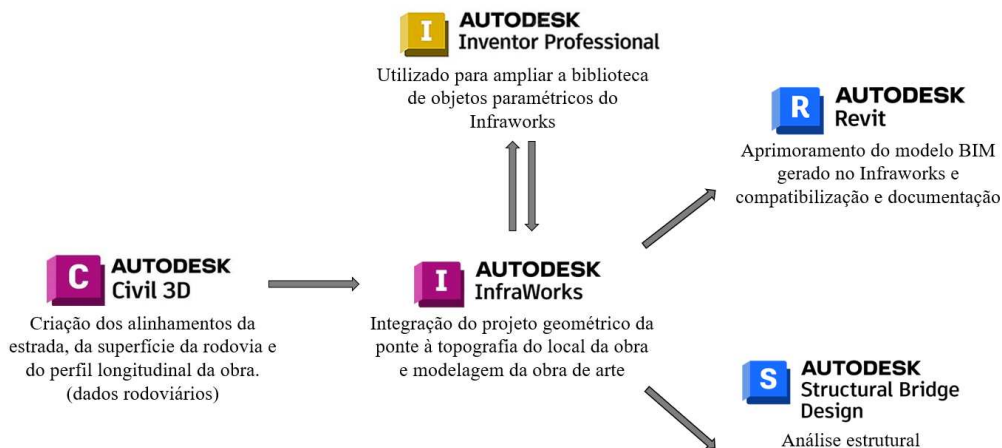 I
AUTODESK
Inventor Professional
Utilizado para ampliar a biblioteca
de objetos paramétricos do
Infraworks
R
AUTODESK
Revit
Aprimoramento do modelo BIM
gerado no Infraworks e
compatibilização e documentação
C
AUTODESK
Civil 3D
Criação dos alinhamentos da
estrada, da superfície da rodovia e
do perfil longitudinal da obra.
(dados rodoviários)
I
AUTODESK
InfraWorks
Integração do projeto geométrico da
ponte à topografia do local da obra
e modelagem da obra de arte
S
AUTODESK
Structural Bridge
Design
Análise estrutural